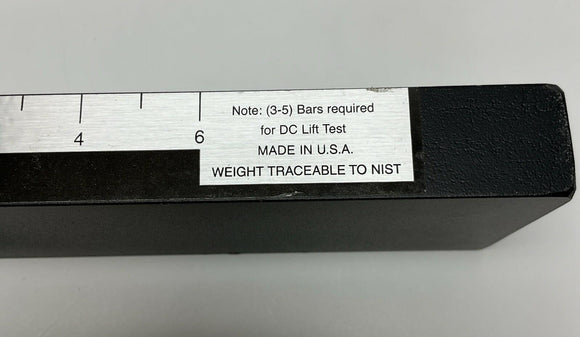 4
6
Note: (3-5) Bars required
for DC Lift Test
MADE IN U.S.A.
WEIGHT TRACEABLE TO NIST